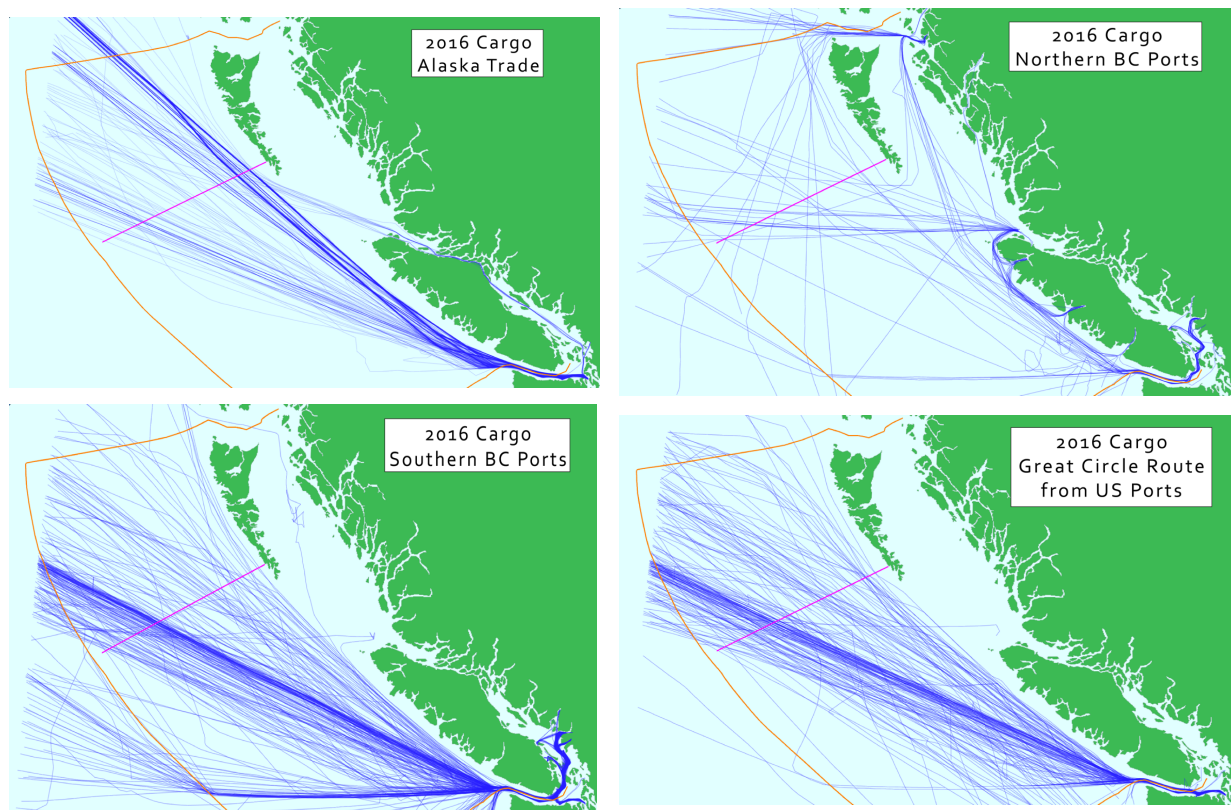 2016 Cargo
Alaska Trade
2016 Cargo
Northern BC Ports
2016 Cargo
Southern BC Ports
2016 Cargo
Great Circle Route
from US Ports